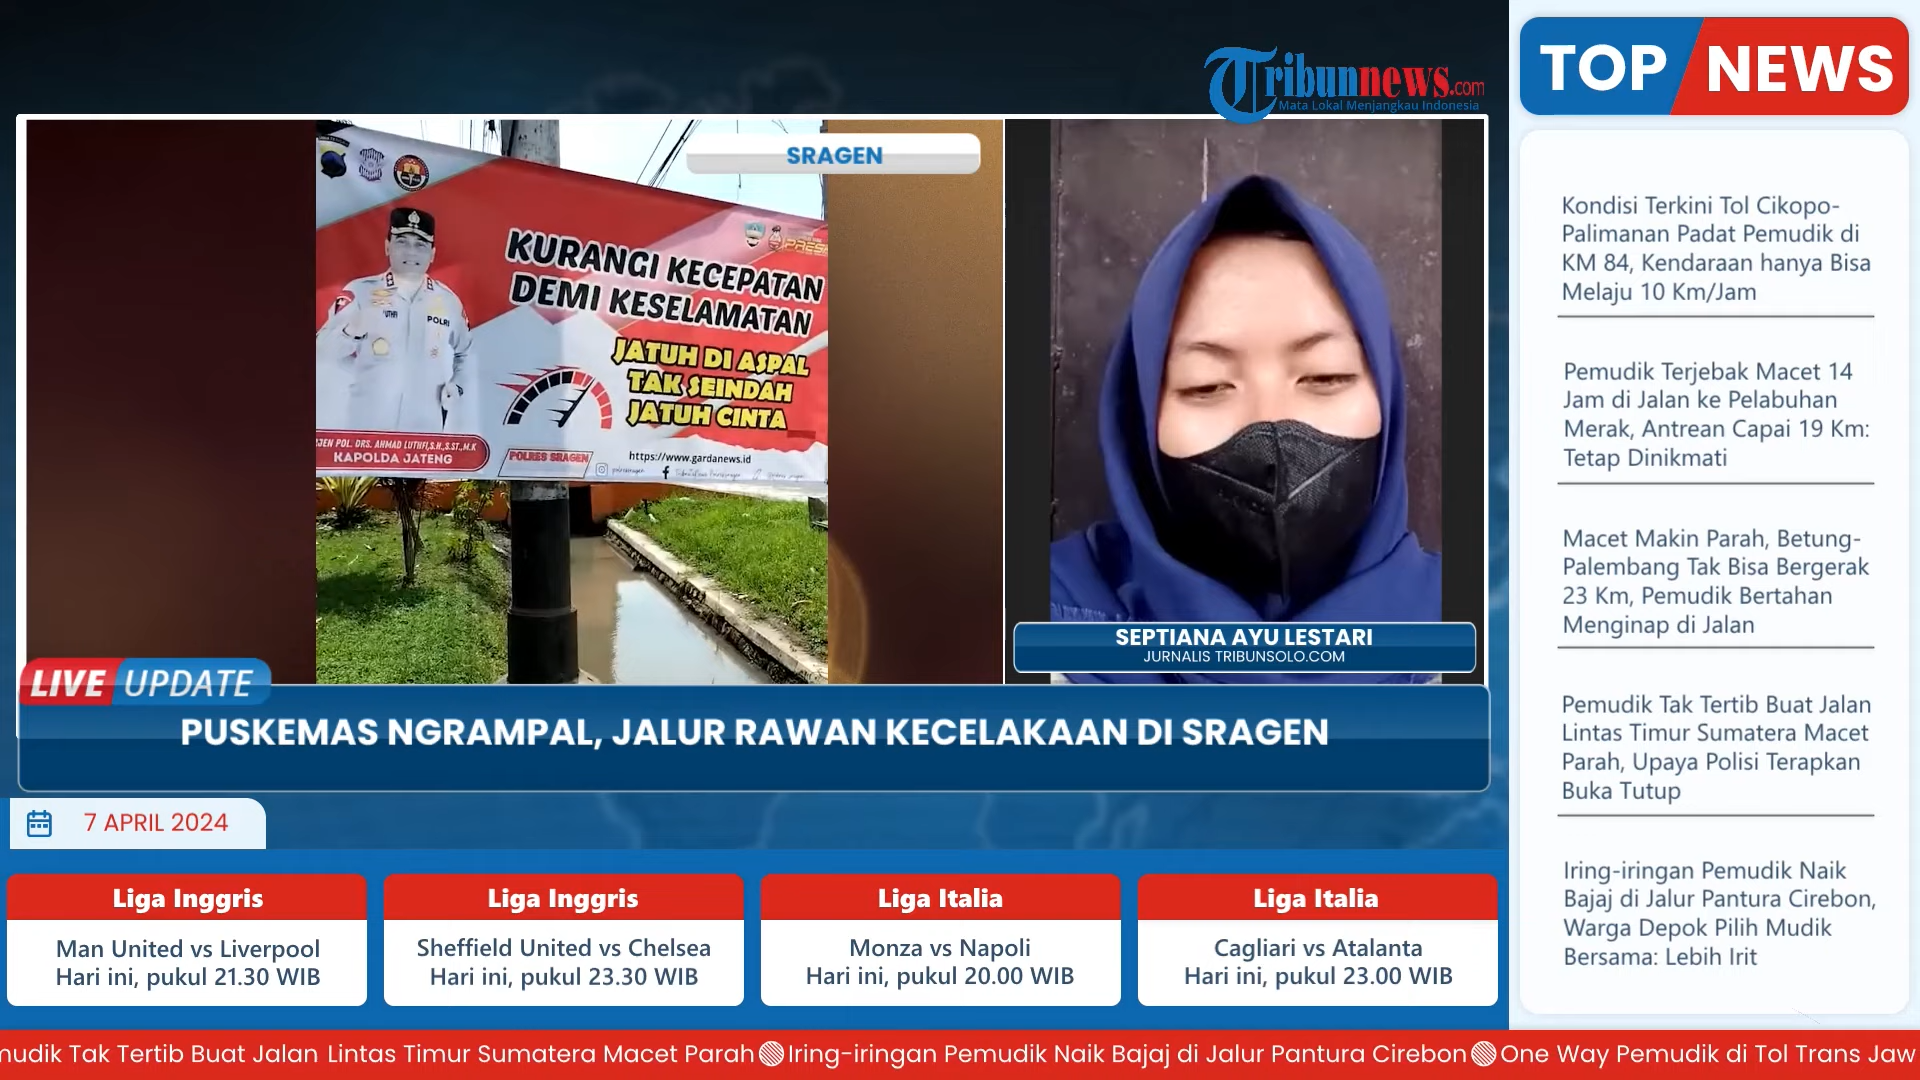 Tribunnews.com
Mata Lokal Menjangkau Indonesia
TOP NEWS
SRAGEN
KURANGI KECEPATAN
DEMI KESELAMATAN
JATUH DI ASPAL
TAK SEINDAH
JATUH CINTA
JEN POL. DRS. AHMAD LUTHFI,S.H.,S.ST.,M.K
KAPOLDA JATENG
POLRI
POLRES SRAGEN
https://www.gardanews.id
SEPTIANA AYU LESTARI
JURNALIS TRIBUNSOLO.COM
LIVE UPDATE
PUSKEMAS NGRAMPAL, JALUR RAWAN KECELAKAAN DI SRAGEN
7 APRIL 2024
Liga Inggris
Man United vs Liverpool
Hari ini, pukul 21.30 WIB
Liga Inggris
Sheffield United vs Chelsea
Hari ini, pukul 23.30 WIB
Liga Italia
Monza vs Napoli
Hari ini, pukul 20.00 WIB
Liga Italia
Cagliari vs Atalanta
Hari ini, pukul 23.00 WIB
Kondisi Terkini Tol Cikopo-
Palimanan Padat Pemudik di
KM 84, Kendaraan hanya Bisa
Melaju 10 Km/Jam
Pemudik Terjebak Macet 14
Jam di Jalan ke Pelabuhan
Merak, Antrean Capai 19 Km:
Tetap Dinikmati
Macet Makin Parah, Betung-
Palembang Tak Bisa Bergerak
23 Km, Pemudik Bertahan
Menginap di Jalan
Pemudik Tak Tertib Buat Jalan
Lintas Timur Sumatera Macet
Parah, Upaya Polisi Terapkan
Buka Tutup
Iring-iringan Pemudik Naik
Bajaj di Jalur Pantura Cirebon,
Warga Depok Pilih Mudik
Bersama: Lebih Irit
mudik Tak Tertib Buat Jalan Lintas Timur Sumatera Macet Parah Iring-iringan Pemudik Naik Bajaj di Jalur Pantura Cirebon One Way Pemudik di Tol Trans Jaw